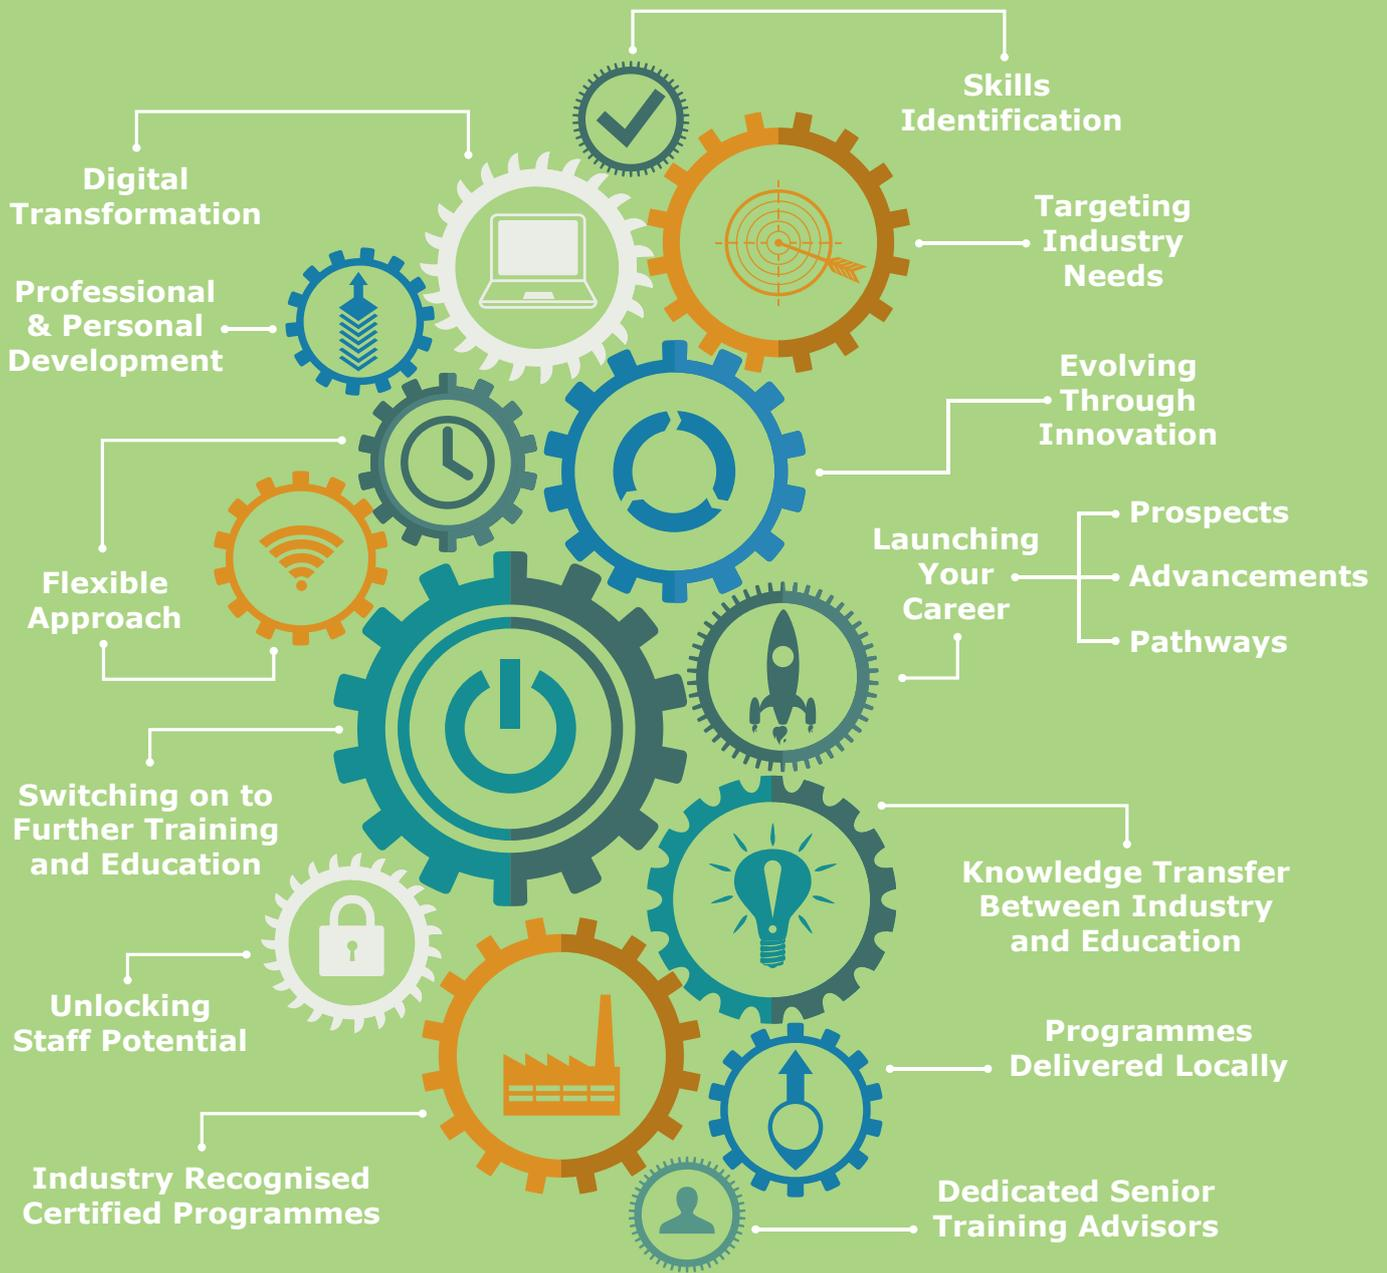 Skills
Identification
Digital
Transformation
Targeting
Industry
Needs
Professional
& Personal
Development
Evolving
Through
Innovation
Launching
Your
Career
Prospects
Advancements
Pathways
Flexible
Approach
Switching on to
Further Training
and Education
Knowledge Transfer
Between Industry
and Education
Unlocking
Staff Potential
Programmes
Delivered Locally
Industry Recognised
Certified Programmes
Dedicated Senior
Training Advisors